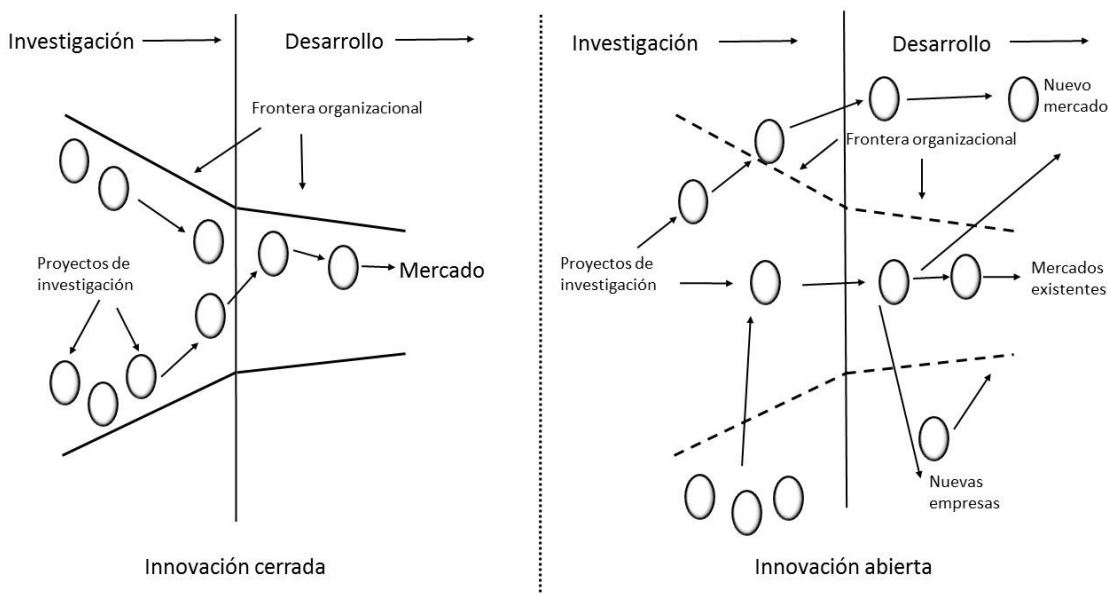 Investigación
Desarrollo
Frontera organizacional
Proyectos de
investigación
Mercado
Innovación cerrada
Investigación
Desarrollo
Nuevo
mercado
Frontera organizacional
Proyectos de
investigación
Mercados
existentes
Nuevas
empresas
Innovación abierta